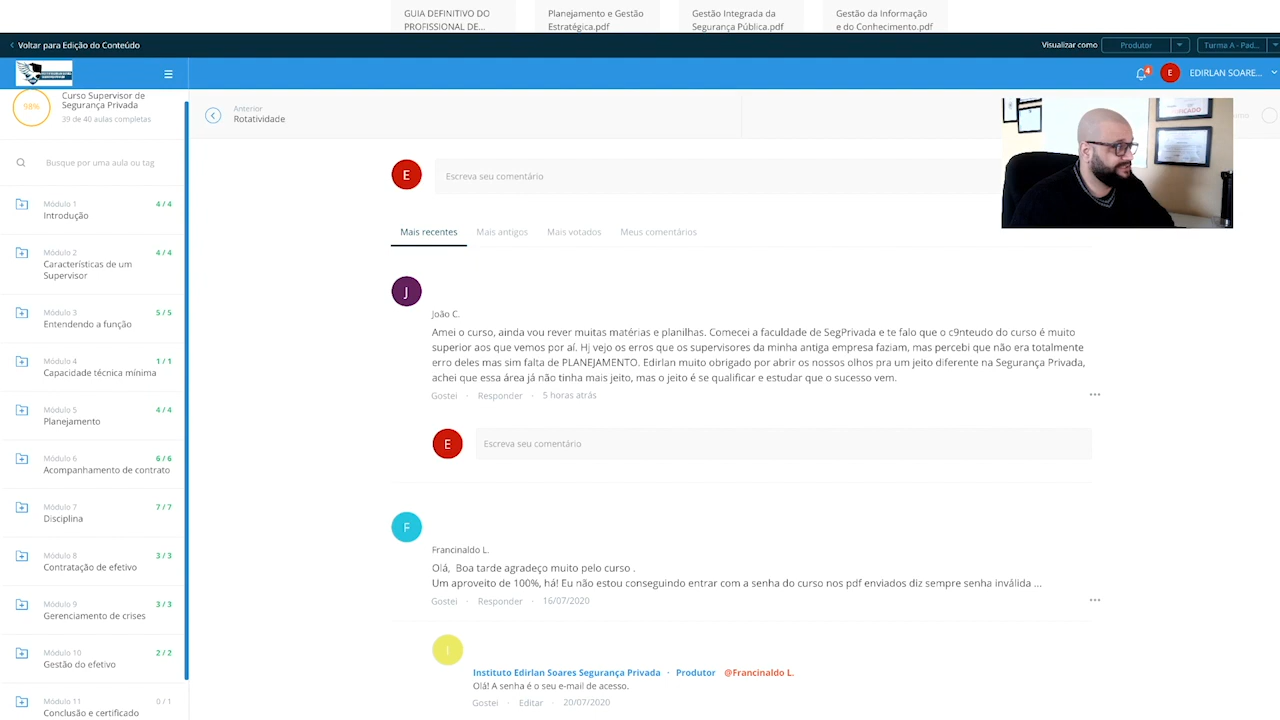 GUIA DEFINITIVO DO
PROFISSIONAL DE...
Planejamento e Gestão
Estratégica.pdf
Gestão Integrada da
Segurança Pública.pdf
Gestão da Informação
e do Conhecimento.pdf
Voltar para Edição do Conteúdo
Visualizar como
Produtor
Turma A - Pad...
4
E
EDIRLAN SOARE...
98%
Curso Supervisor de
Segurança Privada
39 de 40 aulas completas
Busque por uma aula ou tag
Módulo 1
4 / 4
Introdução
Módulo 2
4 / 4
Características de um
Supervisor
Módulo 3
5 / 5
Entendendo a função
Módulo 4
1 / 1
Capacidade técnica mínima
Módulo 5
4 / 4
Planejamento
Módulo 6
6 / 6
Acompanhamento de contrato
Módulo 7
7 / 7
Disciplina
Módulo 8
3 / 3
Contratação de efetivo
Módulo 9
3 / 3
Gerenciamento de crises
Módulo 10
2 / 2
Gestão do efetivo
Módulo 11
0 / 1
Conclusão e certificado
Anterior
Rotatividade
E
Escreva seu comentário
Mais recentes
Mais antigos
Mais votados
Meus comentários
J
João C.
Amei o curso, ainda vou rever muitas matérias e planilhas. Comecei a faculdade de SegPrivada e te falo que o c9nteudo do curso é muito
superior aos que vemos por aí. Hj vejo os erros que os supervisores da minha antiga empresa faziam, mas percebi que não era totalmente
erro deles mas sim falta de PLANEJAMENTO. Edirlan muito obrigado por abrir os nossos olhos pra um jeito diferente na Segurança Privada,
achei que essa área já não tinha mais jeito, mas o jeito é se qualificar e estudar que o sucesso vem.
Gostei · Responder · 5 horas atrás
E
Escreva seu comentário
F
Francinaldo L.
Olá, Boa tarde agradeço muito pelo curso .
Um aproveito de 100%, há! Eu não estou conseguindo entrar com a senha do curso nos pdf enviados diz sempre senha inválida ...
Gostei · Responder · 16/07/2020
I
Instituto Edirlan Soares Segurança Privada · Produtor @Francinaldo L.
Olá! A senha é o seu e-mail de acesso.
Gostei · Editar · 20/07/2020